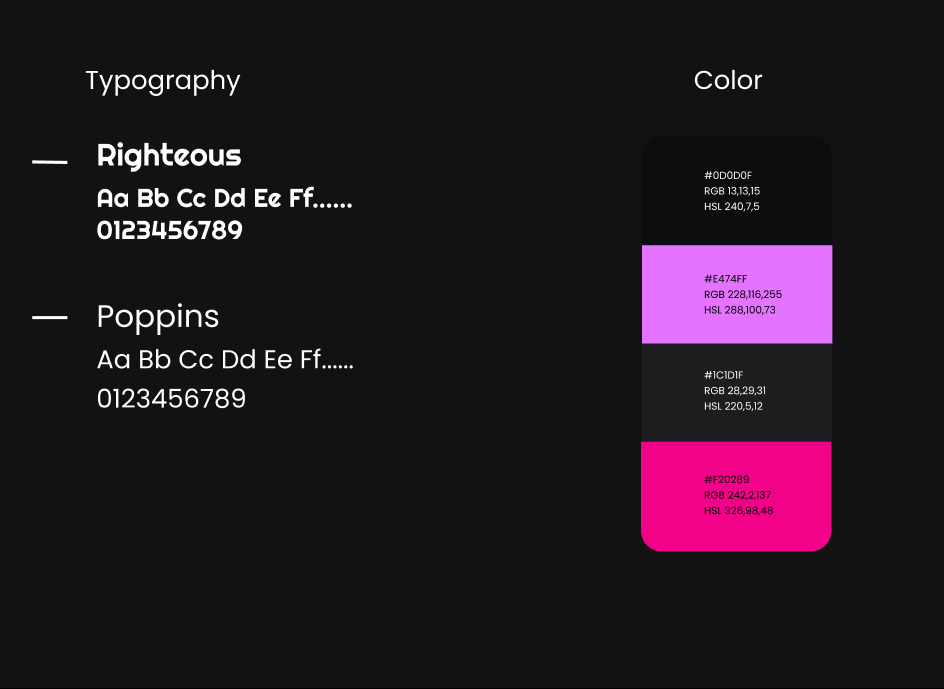 Typography
Righteous
Aa Bb Cc Dd Ee Ff......
0123456789
Poppins
Aa Bb Cc Dd Ee Ff......
0123456789
Color
#0D0D0F
RGB 13,13,15
HSL 240,7,5
#E474FF
RGB 228,116,255
HSL 288,100,73
#1C1D1F
RGB 28,29,31
HSL 220,5,12
#F20289
RGB 242,2,137
HSL 326,98,48